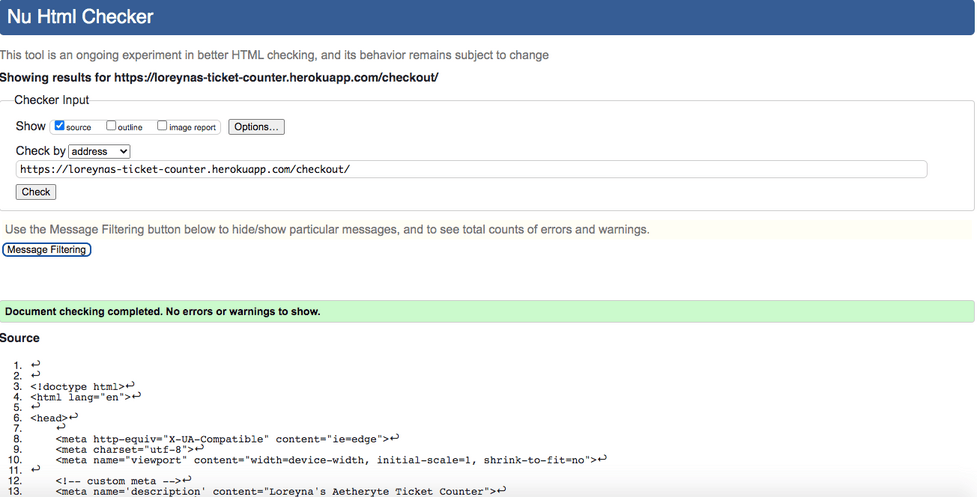 Nu Html Checker
This tool is an ongoing experiment in better HTML checking, and its behavior remains subject to change
Showing results for https://loreynas-ticket-counter.herokuapp.com/checkout/
Checker Input
Show source outline image report Options...
Check by address
https://loreynas-ticket-counter.herokuapp.com/checkout/
Check
Use the Message Filtering button below to hide/show particular messages, and to see total counts of errors and warnings.
Message Filtering
Document checking completed. No errors or warnings to show.
Source
1. ↩
2. ↩
3. <!doctype html>↩
4. <html lang="en">↩
5. ↩
6. <head>↩
7. ↩
8. <meta http-equiv="X-UA-Compatible" content="ie=edge">↩
9. <meta charset="utf-8">↩
10. <meta name="viewport" content="width=device-width, initial-scale=1, shrink-to-fit=no">↩
11. ↩
12. <!-- custom meta -->↩
13. <meta name='description' content="Loreyna's Aetheryte Ticket Counter">↩